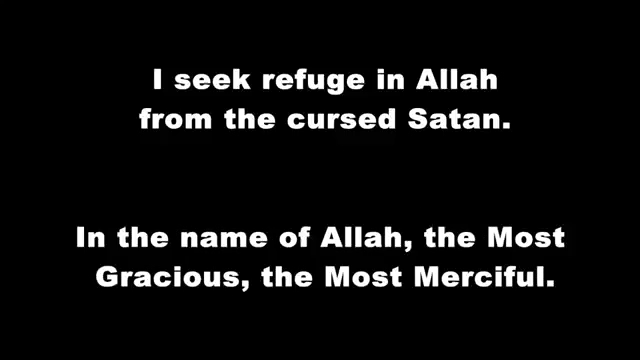 I seek refuge in Allah
from the cursed Satan.
In the name of Allah, the Most
Gracious, the Most Merciful.